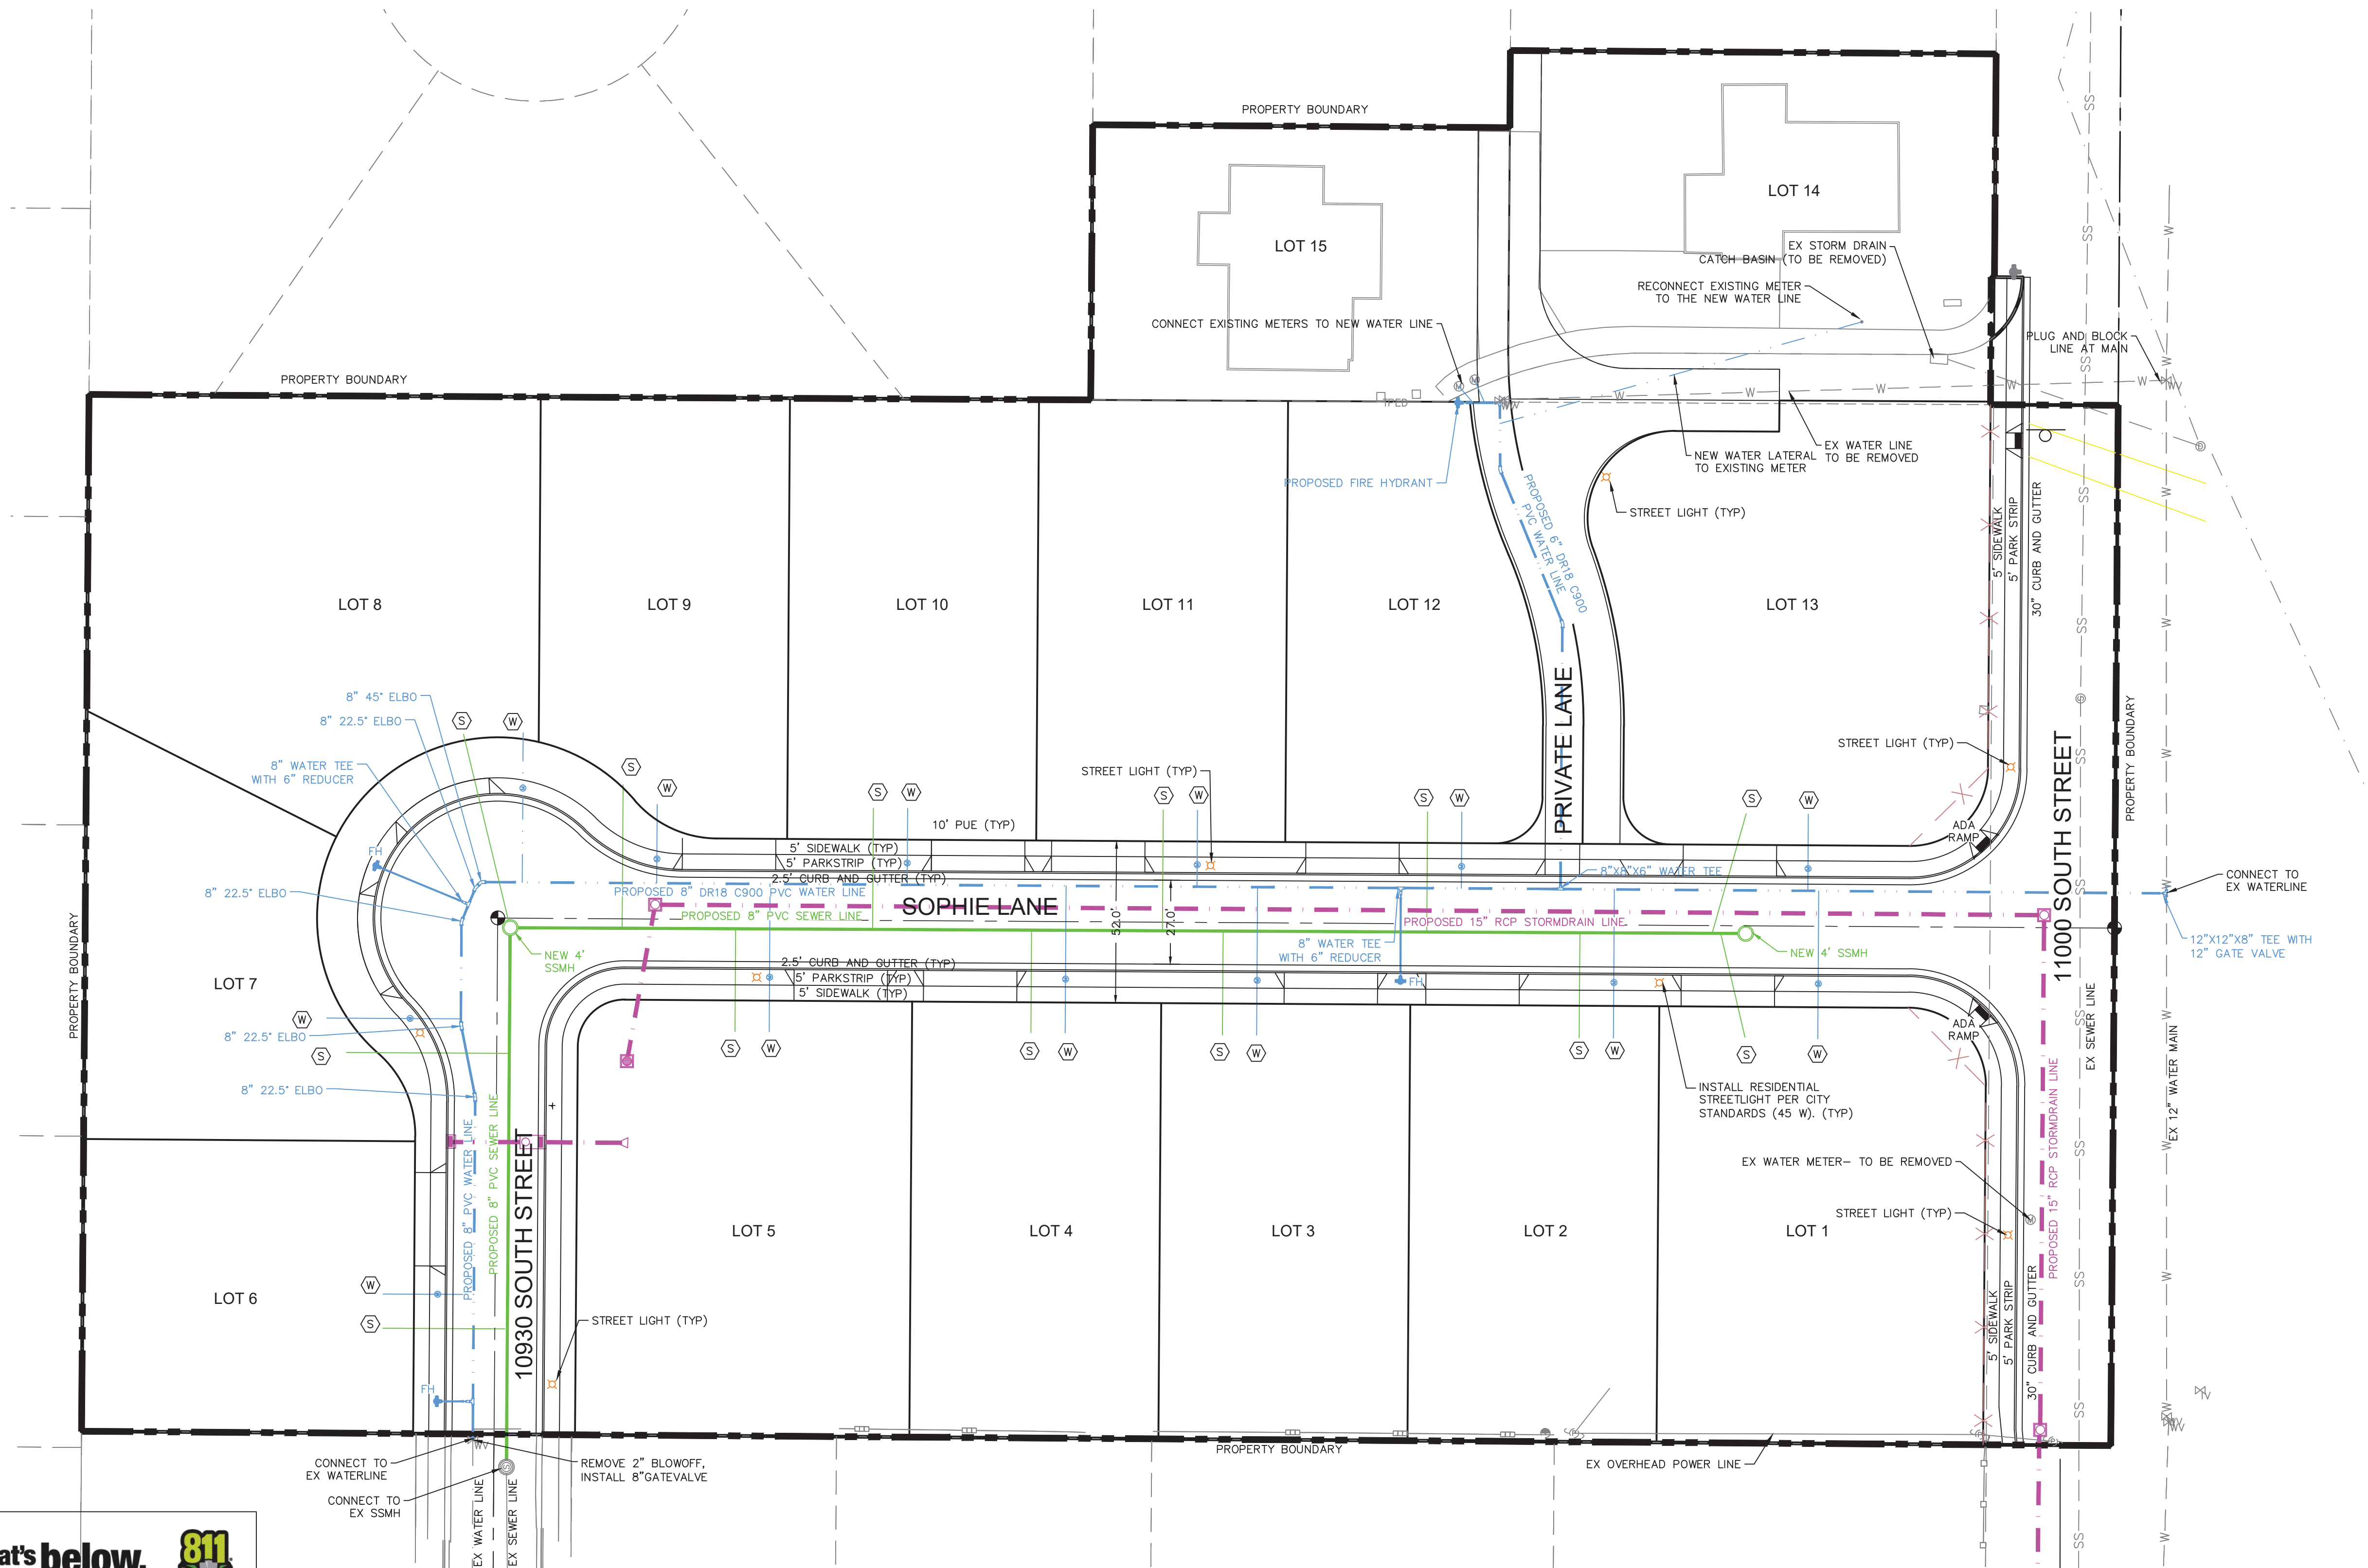 PROPERTY BOUNDARY
LOT 14
LOT 15
EX STORM DRAIN
CATCH BASIN (TO BE REMOVED)
RECONNECT EXISTING METER
TO THE NEW WATER LINE
CONNECT EXISTING METERS TO NEW WATER LINE
PLUG AND BLOCK
LINE AT MAIN
PROPERTY BOUNDARY
TPED
WV
WV
M
M
W
W
W
W
W
SS
SS
SS
W
W
NEW WATER LATERAL
TO EXISTING METER
EX WATER LINE
TO BE REMOVED
PROPOSED FIRE HYDRANT
STREET LIGHT (TYP)
PROPOSED 6" DR18 C900
PVC WATER LINE
5' SIDEWALK
5' PARK STRIP
30" CURB AND GUTTER
LOT 8
LOT 9
LOT 10
LOT 11
LOT 12
LOT 13
8" 45° ELBO
8" 22.5° ELBO
8" WATER TEE
WITH 6" REDUCER
FH
8" 22.5° ELBO
S
W
S
W
S
W
S
W
S
W
S
W
STREET LIGHT (TYP)
STREET LIGHT (TYP)
PRIVATE LANE
11000 SOUTH STREET
PROPERTY BOUNDARY
10' PUE (TYP)
5' SIDEWALK (TYP)
5' PARKSTRIP (TYP)
2.5' CURB AND GUTTER (TYP)
ADA
RAMP
8"X8"X6" WATER TEE
PROPOSED 8" DR18 C900 PVC WATER LINE
CONNECT TO
EX WATERLINE
SOPHIE LANE
PROPOSED 8" PVC SEWER LINE
PROPOSED 15" RCP STORMDRAIN LINE
52.0'
27.0'
8" WATER TEE
WITH 6" REDUCER
FH
NEW 4'
SSMH
NEW 4' SSMH
12"X12"X8" TEE WITH
12" GATE VALVE
2.5' CURB AND GUTTER (TYP)
5' PARKSTRIP (TYP)
5' SIDEWALK (TYP)
PROPERTY BOUNDARY
LOT 7
W
8" 22.5° ELBO
S
8" 22.5° ELBO
S
W
S
W
S
W
S
W
S
W
ADA
RAMP
EX SEWER LINE
EX 12" WATER MAIN
INSTALL RESIDENTIAL
STREETLIGHT PER CITY
STANDARDS (45 W). (TYP)
EX WATER METER- TO BE REMOVED
M
STREET LIGHT (TYP)
PROPOSED 15" RCP STORMDRAIN LINE
PROPOSED 8" PVC WATER LINE
PROPOSED 8" PVC SEWER LINE
10930 SOUTH STREET
LOT 6
LOT 5
LOT 4
LOT 3
LOT 2
LOT 1
W
S
FH
STREET LIGHT (TYP)
5' SIDEWALK
5' PARK STRIP
30" CURB AND GUTTER
WV
CONNECT TO
EX WATERLINE
REMOVE 2" BLOWOFF,
INSTALL 8"GATEVALVE
CONNECT TO
EX SSMH
S
PROPERTY BOUNDARY
EX OVERHEAD POWER LINE
EX WATER LINE
EX SEWER LINE
at's below.
811